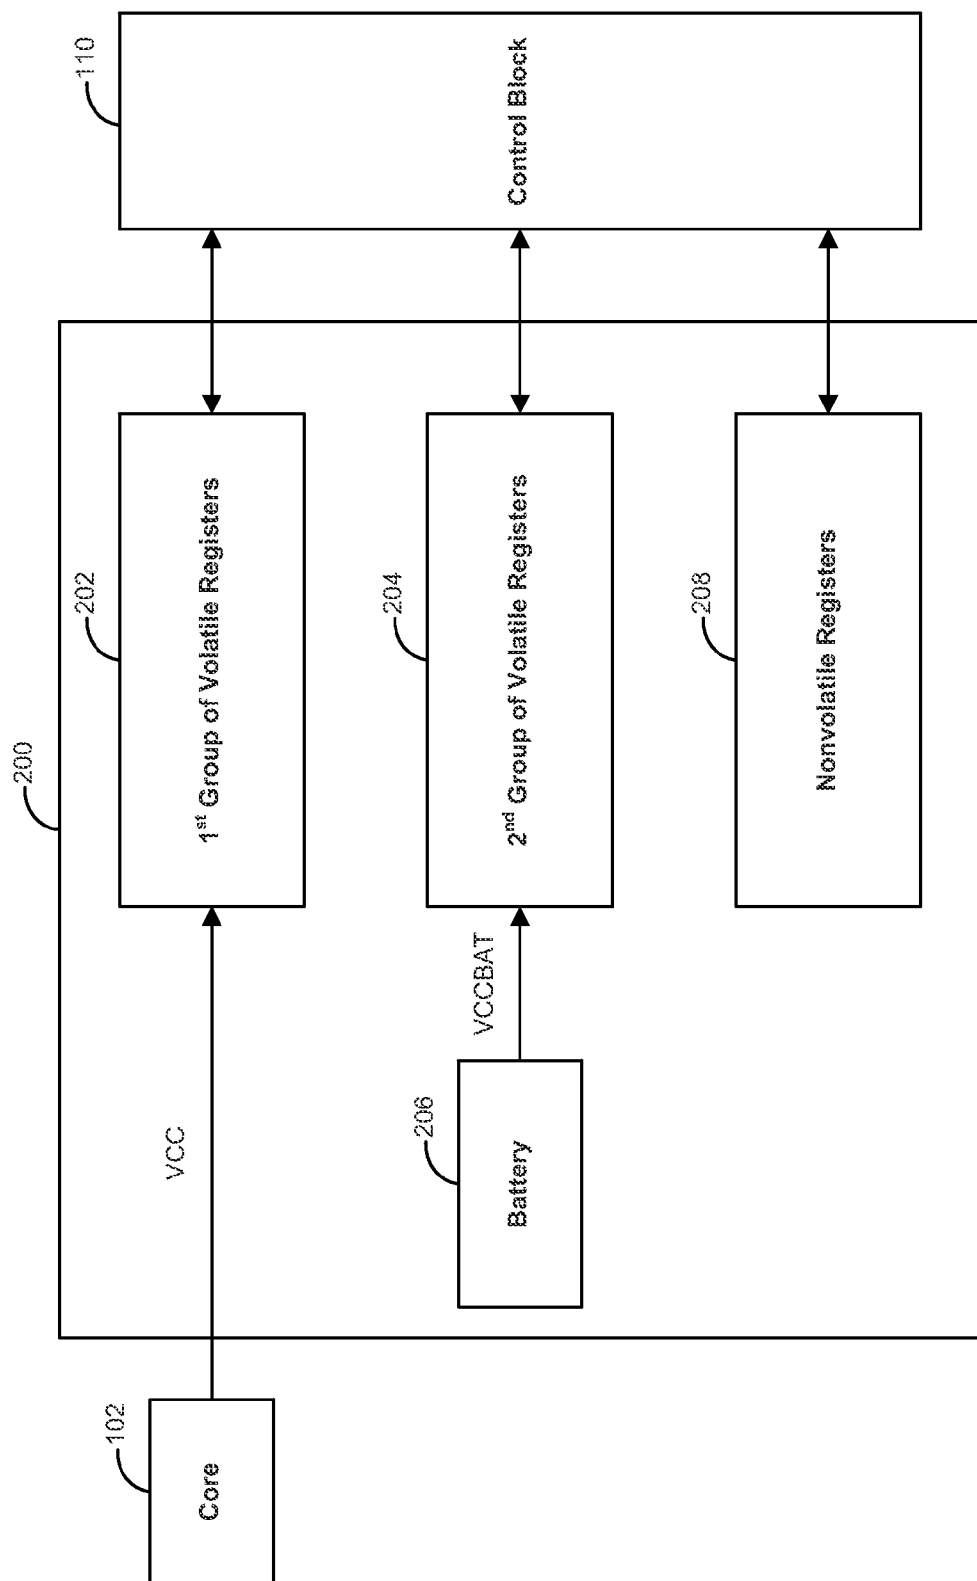 200
102
Core
VCC
202
1st Group of Volatile Registers
110
Control Block
206
Battery
VCCBAT
204
2nd Group of Volatile Registers
208
Nonvolatile Registers